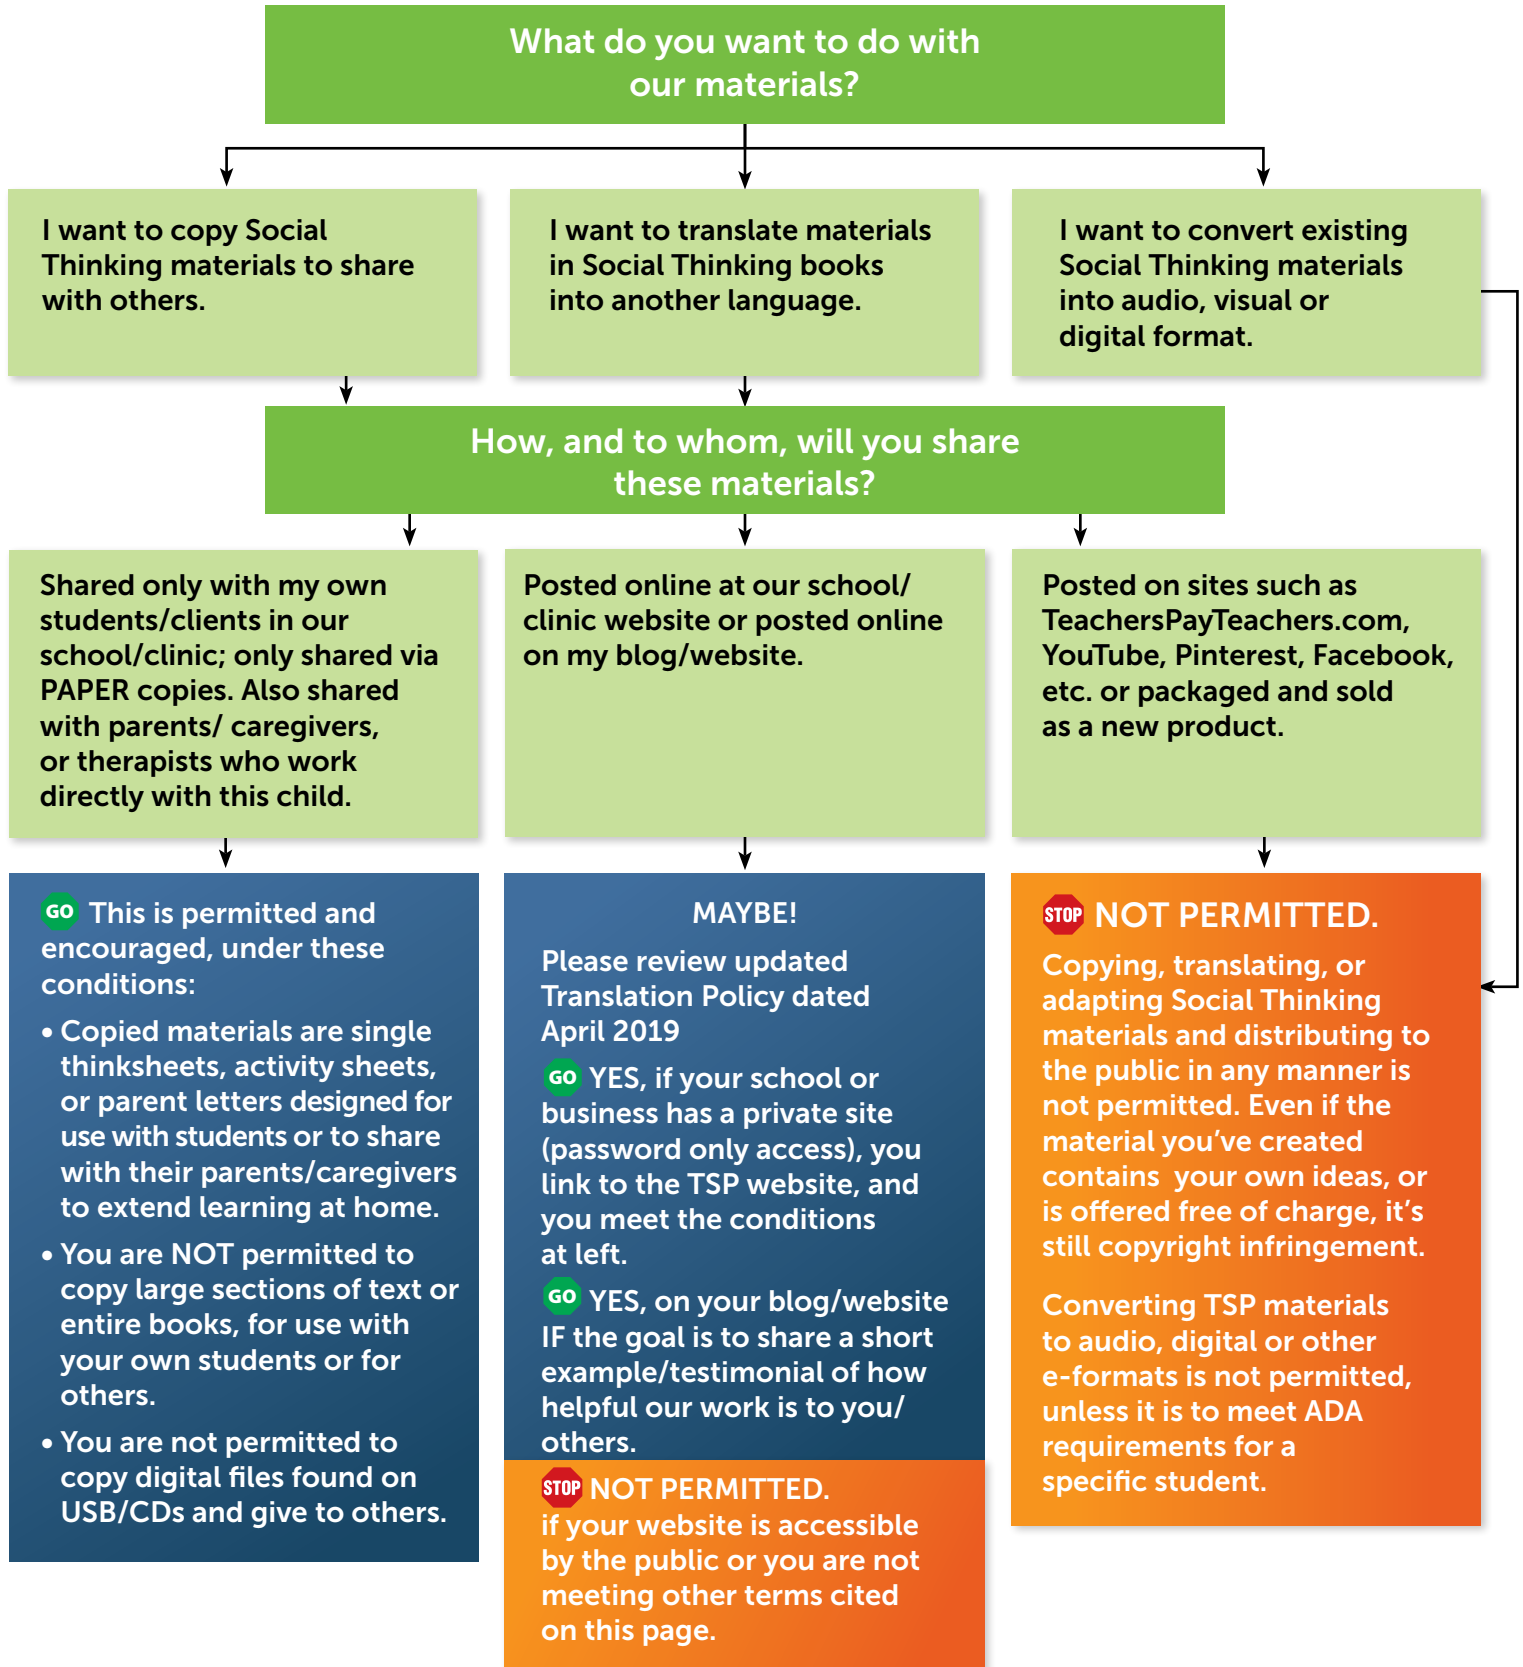 What do you want to do with
our materials?
I want to copy Social
Thinking materials to share
with others.
I want to translate materials
in Social Thinking books
into another language.
I want to convert existing
Social Thinking materials
into audio, visual or
digital format.
How, and to whom, will you share
these materials?
Shared only with my own
students/clients in our
school/clinic; only shared via
PAPER copies. Also shared
with parents/ caregivers,
or therapists who work
directly with this child.
Posted online at our school/
clinic website or posted online
on my blog/website.
Posted on sites such as
TeachersPayTeachers.com,
YouTube, Pinterest, Facebook,
etc. or packaged and sold
as a new product.
GO This is permitted and
encouraged, under these
conditions:
• Copied materials are single
thinksheets, activity sheets,
or parent letters designed for
use with students or to share
with their parents/caregivers
to extend learning at home.
• You are NOT permitted to
copy large sections of text or
entire books, for use with
your own students or for
others.
• You are not permitted to
copy digital files found on
USB/CDs and give to others.
MAYBE!
Please review updated
Translation Policy dated
April 2019
GO YES, if your school or
business has a private site
(password only access), you
link to the TSP website, and
you meet the conditions
at left.
GO YES, on your blog/website
IF the goal is to share a short
example/testimonial of how
helpful our work is to you/
others.
STOP NOT PERMITTED.
if your website is accessible
by the public or you are not
meeting other terms cited
on this page.
STOP NOT PERMITTED.
Copying, translating, or
adapting Social Thinking
materials and distributing to
the public in any manner is
not permitted. Even if the
material you've created
contains  your own ideas, or
is offered free of charge, it's
still copyright infringement.
Converting TSP materials
to audio, digital or other
e-formats is not permitted,
unless it is to meet ADA
requirements for a
specific student.